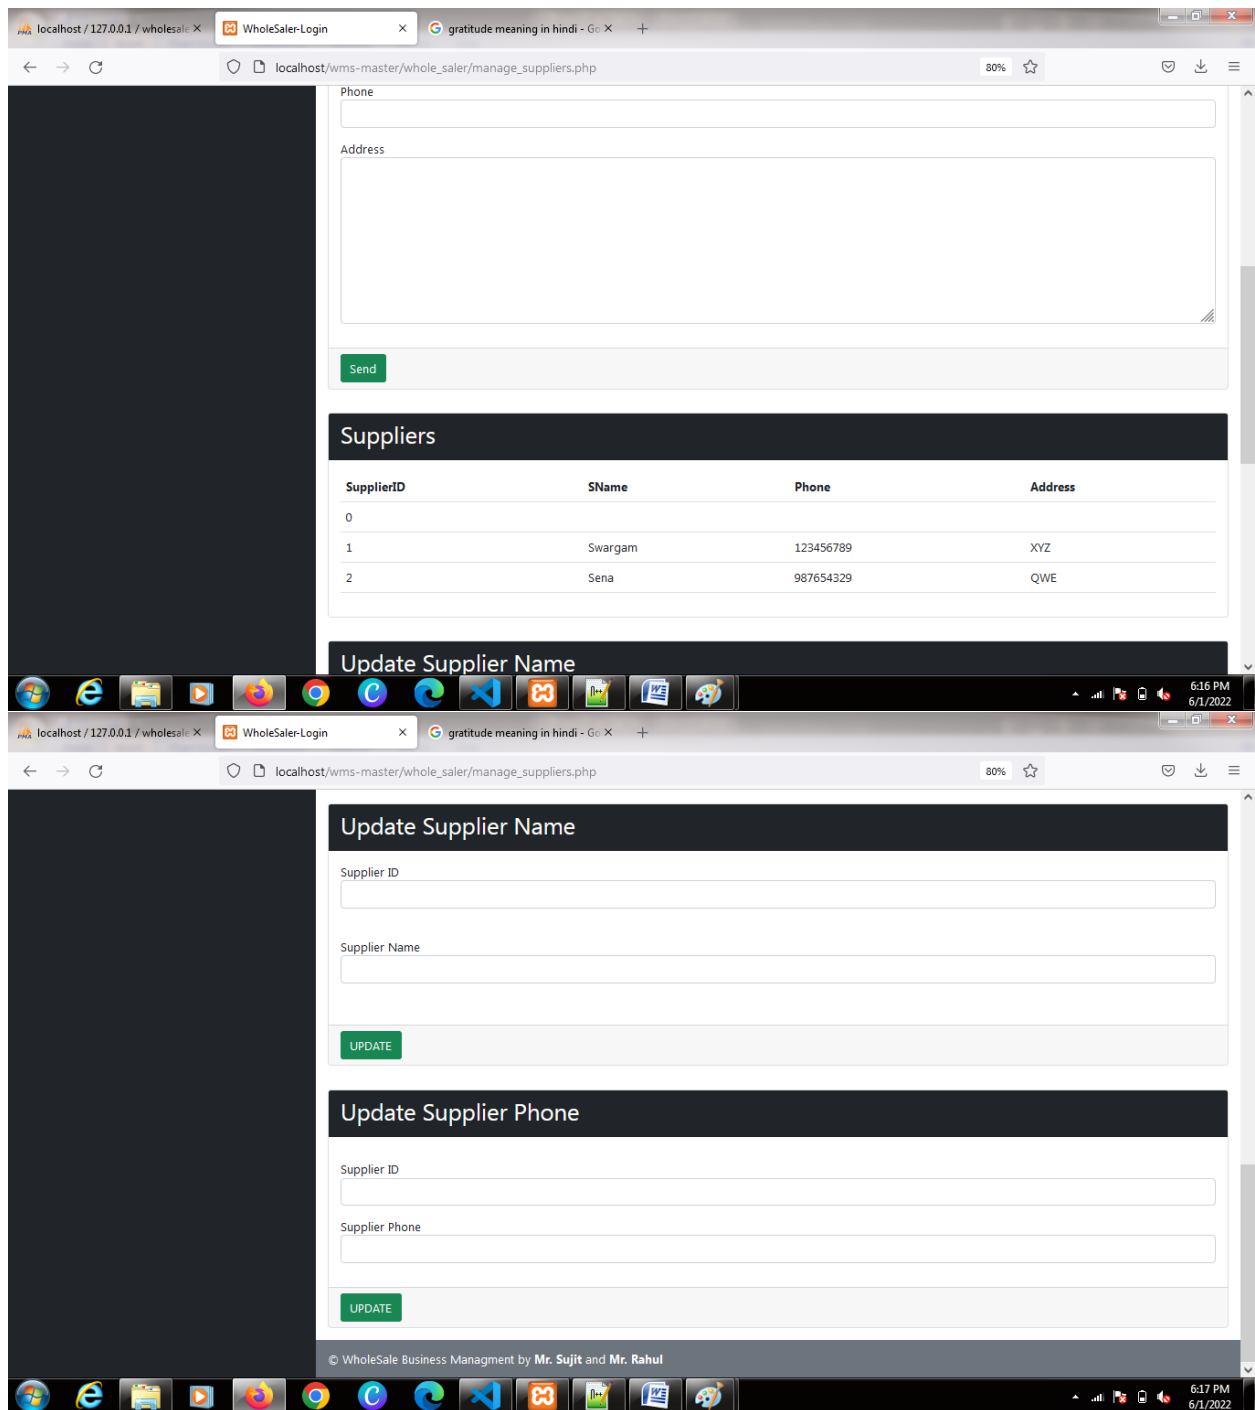 localhost / 127.0.0.1 / wholesale
WholeSaler-Login
gratitude meaning in hindi - Go
localhost/wms-master/whole_saler/manage_suppliers.php
80%
Phone
Address
Send
Suppliers
SupplierID SName Phone Address
0
1 Swargam 123456789 XYZ
2 Sena 987654329 QWE
Update Supplier Name
6:16 PM
6/1/2022
localhost / 127.0.0.1 / wholesale
WholeSaler-Login
gratitude meaning in hindi - Go
localhost/wms-master/whole_saler/manage_suppliers.php
80%
Update Supplier Name
Supplier ID
Supplier Name
UPDATE
Update Supplier Phone
Supplier ID
Supplier Phone
UPDATE
© WholeSale Business Managment by Mr. Sujit and Mr. Rahul
6:17 PM
6/1/2022